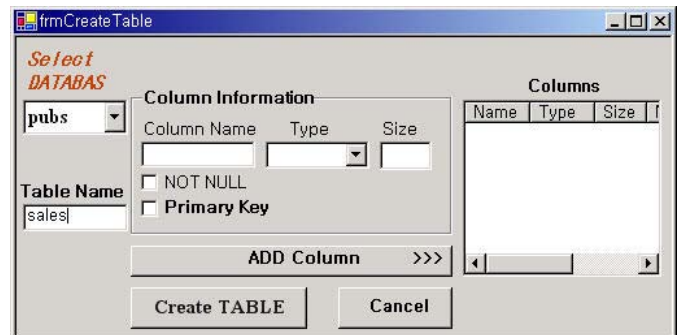 frmCreateTable
Select
DATABAS
pubs
Table Name
sales
Column Information
Column Name Type Size
NOT NULL
Primary Key
ADD Column >>>
Create TABLE Cancel
Columns
Name Type Size